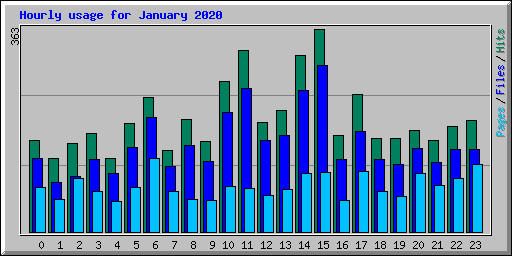 Hourly usage for January 2020
363
Pages / Files / Hits
0 1 2 3 4 5 6 7 8 9 10 11 12 13 14 15 16 17 18 19 20 21 22 23